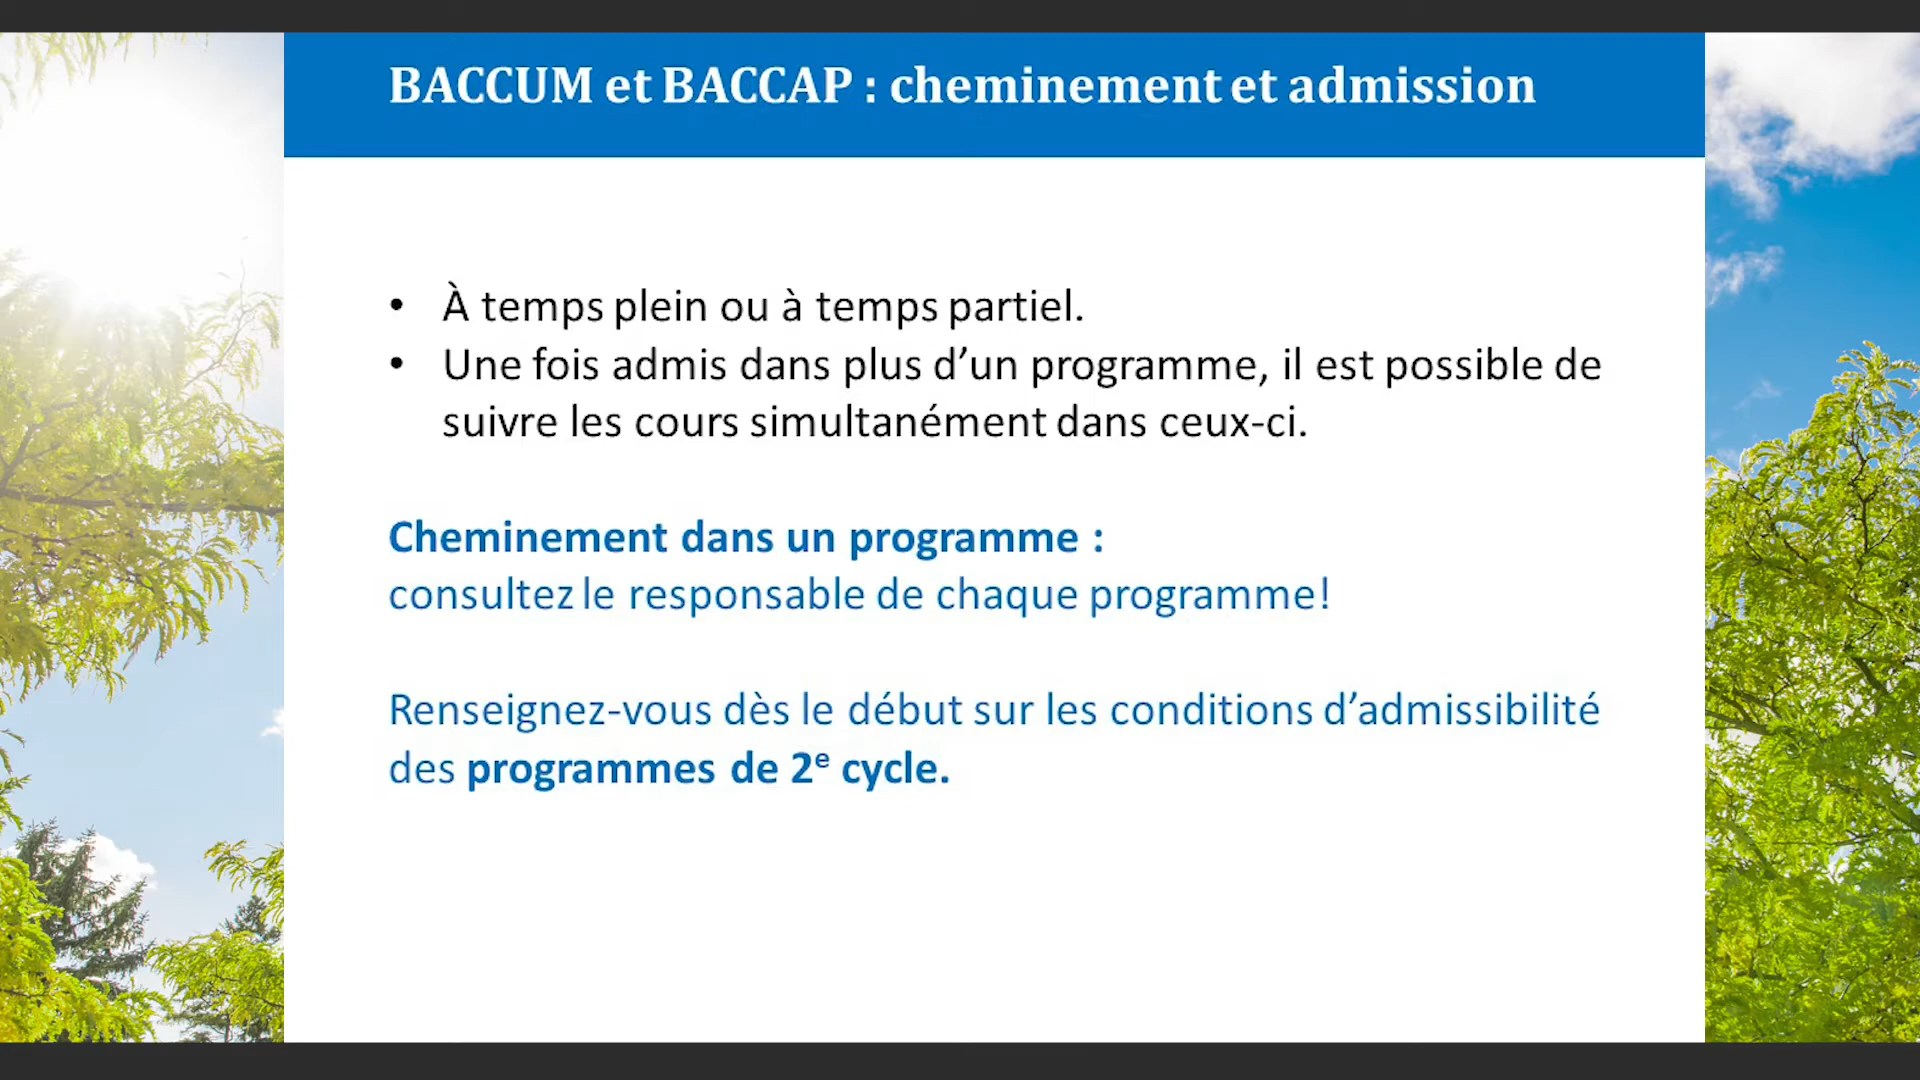 BACCUM et BACCAP : cheminement et admission
• À temps plein ou à temps partiel.
• Une fois admis dans plus d’un programme, il est possible de
suivre les cours simultanément dans ceux-ci.
Cheminement dans un programme :
consultez le responsable de chaque programme!
Renseignez-vous dès le début sur les conditions d’admissibilité
des programmes de 2e cycle.